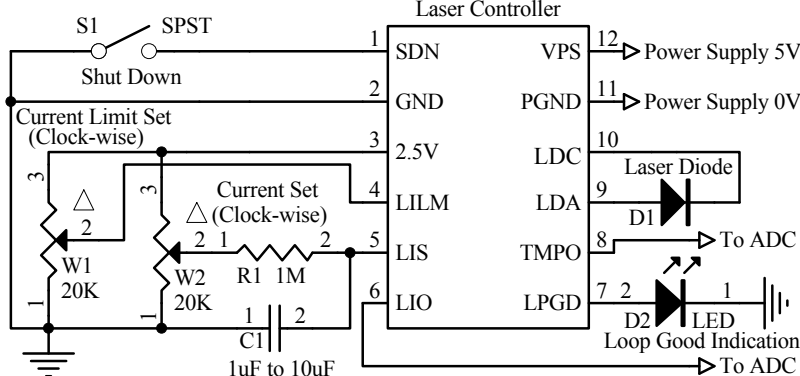 Laser Controller
S1 SPST
Shut Down
1 SDN VPS 12 Power Supply 5V
2 GND PGND 11 Power Supply 0V
Current Limit Set
(Clock-wise)
3 2.5V LDC 10
Laser Diode
3 3
4 LILM LDA 9
D1
Current Set
(Clock-wise)
2
2 1 2
5 LIS TMPO 8 To ADC
W1
20K
W2
20K
R1 1M
6 LIO LPGD 7 2 1
D2 LED
Loop Good Indication
1 1
1 2
C1
1uF to 10uF
To ADC